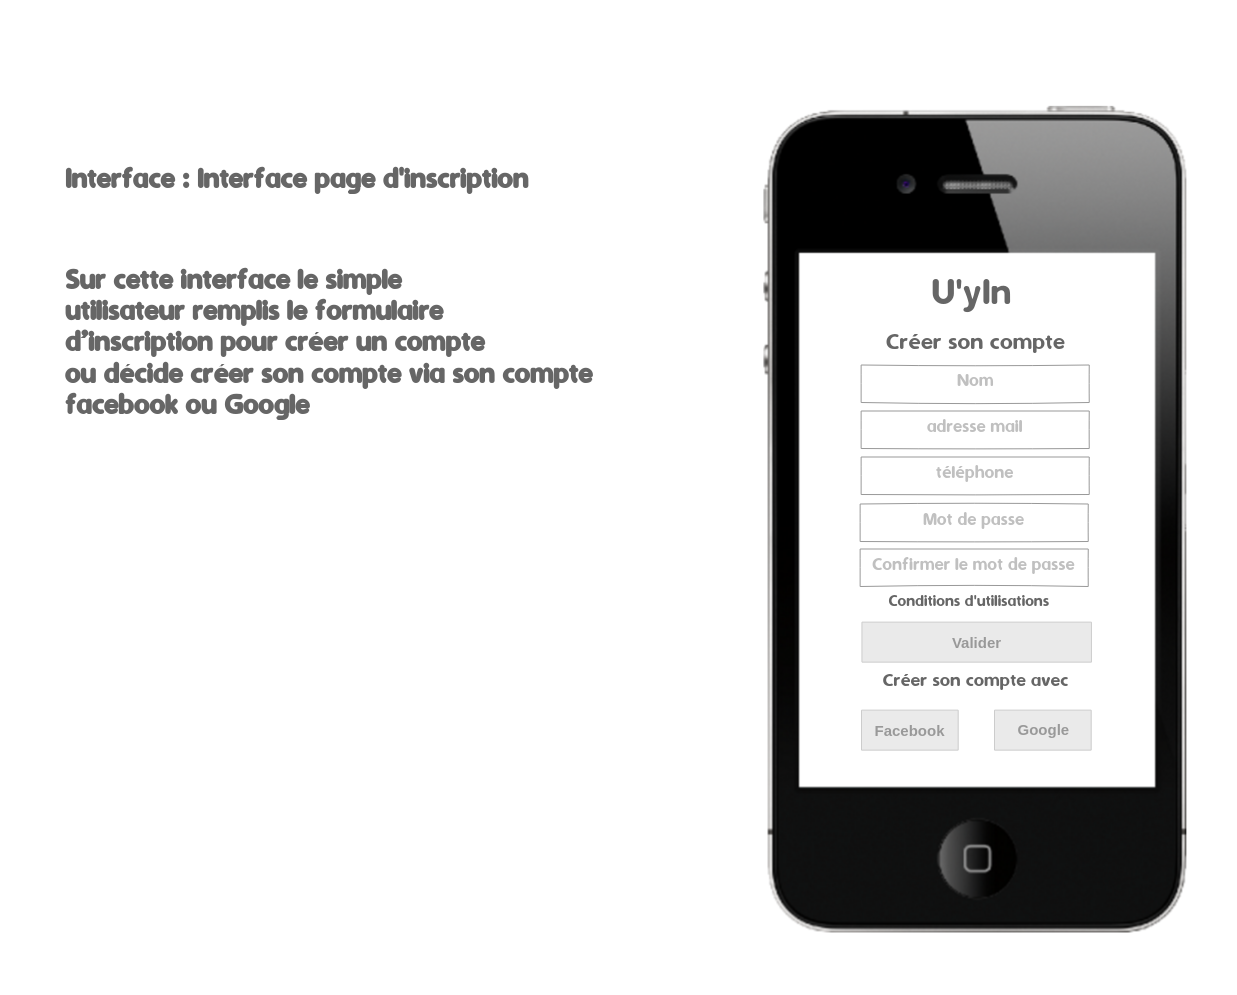 Interface : Interface page d'inscription
Sur cette interface le simple
utilisateur remplis le formulaire
d’inscription pour créer un compte
ou décide créer son compte via son compte
facebook ou Google
U'yIn
Créer son compte
Nom
adresse mail
téléphone
Mot de passe
Confirmer le mot de passe
Conditions d'utilisations
Valider
Créer son compte avec
Facebook Google